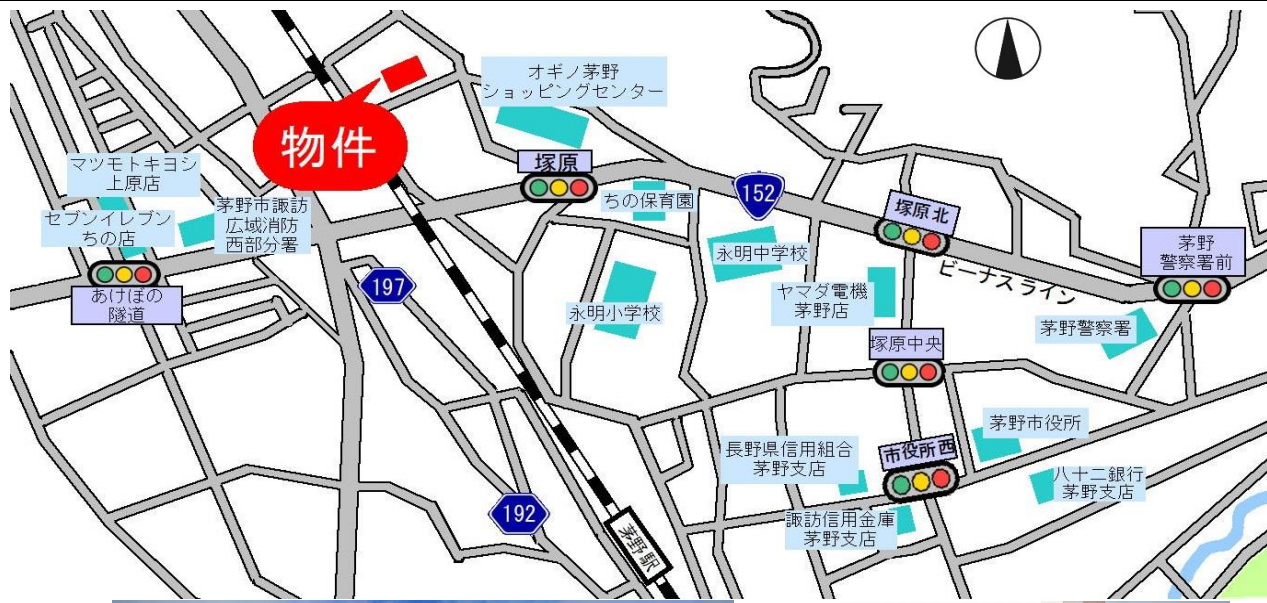 オギノ茅野
ショッピングセンター
物件
マツモトキヨシ
上原店
塚原
152
ちの保育園
セブンイレブン
ちの店
茅野市諏訪
広域消防
西部分署
塚原北
茅野
警察署前
永明中学校
ビーナスライン
あけぼの
隧道
197
永明小学校
ヤマダ電機
茅野店
茅野警察署
塚原中央
茅野市役所
長野県信用組合
茅野支店
市役所西
八十二銀行
茅野支店
192
諏訪信用金庫
茅野支店
茅野駅